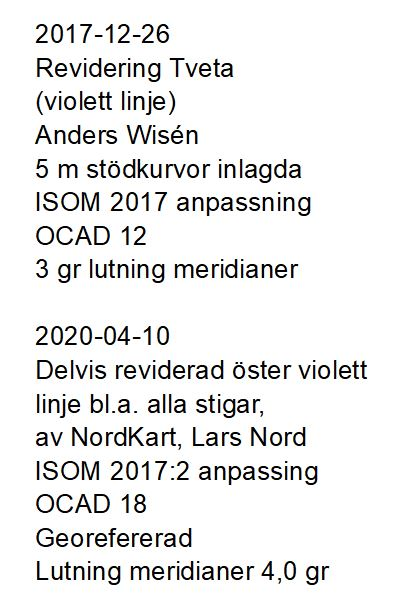 2017-12-26
Revidering Tveta
(violett linje)
Anders Wisén
5 m stödkurvor inlagda
ISOM 2017 anpassning
OCAD 12
3 gr lutning meridianer
2020-04-10
Delvis reviderad öster violett
linje bl.a. alla stigar,
av NordKart, Lars Nord
ISOM 2017:2 anpassing
OCAD 18
Georefererad
Lutning meridianer 4,0 gr